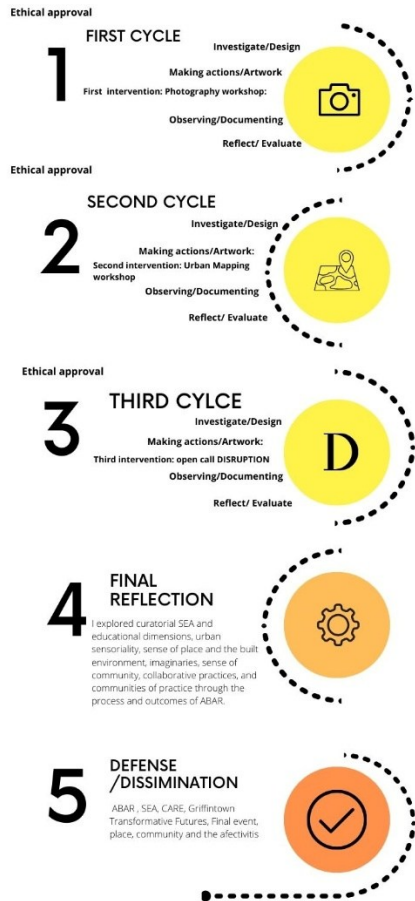 Ethical approval
1
FIRST CYCLE
Investigate/Design
Making actions/Artwork
First intervention: Photography workshop:
Observing/Documenting
Reflect/ Evaluate
Ethical approval
2
SECOND CYCLE
Investigate/Design
Making actions/Artwork:
Second intervention: Urban Mapping
workshop
Observing/Documenting
Reflect/ Evaluate
Ethical approval
3
THIRD CYLCE
Investigate/Design
Making actions/Artwork:
Third intervention: open call DISRUPTION
Observing/Documenting
Reflect/ Evaluate
D
4
FINAL
REFLECTION
I explored curatorial SEA and
educational dimensions, urban
sensoriality, sense of place and the built
environment, imaginaries, sense of
community, collaborative practices, and
communities of practice through the
process and outcomes of ABAR.
5
DEFENSE
/DISSIMINATION
ABAR , SEA, CARE, Griffintown
Transformative Futures, Final event,
place, community and the afectivitis